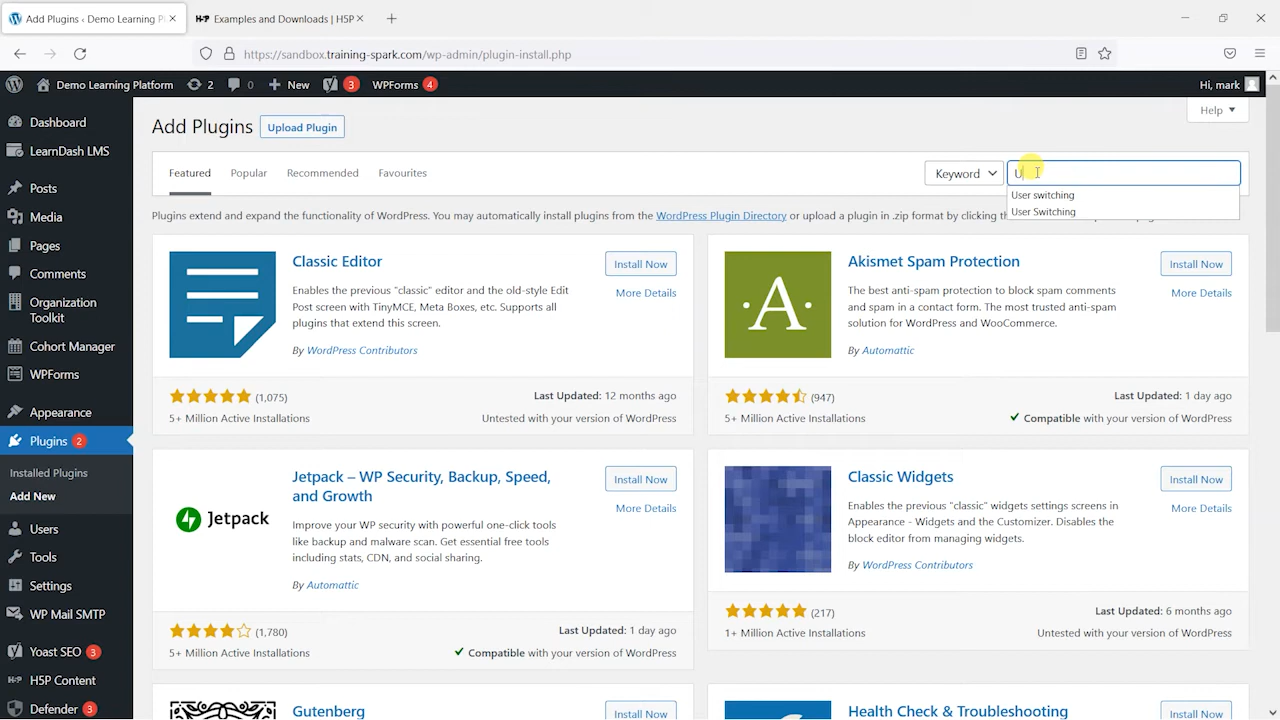 Add Plugins ‹ Demo Learning Pl
H5P Examples and Downloads | H5P
https://sandbox.training-spark.com/wp-admin/plugin-install.php
Demo Learning Platform 2 0 New 3 WPForms 4
Hi, mark
Help
Dashboard
LearnDash LMS
Posts
Media
Pages
Comments
Organization Toolkit
Cohort Manager
WPForms
Appearance
Plugins 2
Installed Plugins
Add New
Users
Tools
Settings
WP Mail SMTP
Yoast SEO 3
H5P Content
Defender 3
Add Plugins Upload Plugin
Featured Popular Recommended Favourites
Keyword
U
User switching
User Switching
Plugins extend and expand the functionality of WordPress. You may automatically install plugins from the WordPress Plugin Directory or upload a plugin in .zip format by clicking
Classic Editor
Install Now
More Details
Enables the previous "classic" editor and the old-style Edit
Post screen with TinyMCE, Meta Boxes, etc. Supports all
plugins that extend this screen.
By WordPress Contributors
(1,075)
Last Updated: 12 months ago
5+ Million Active Installations
Untested with your version of WordPress
A
Akismet Spam Protection
Install Now
More Details
The best anti-spam protection to block spam comments
and spam in a contact form. The most trusted anti-spam
solution for WordPress and WooCommerce.
By Automattic
(947)
Last Updated: 1 day ago
5+ Million Active Installations
Compatible with your version of WordPress
Jetpack
Jetpack – WP Security, Backup, Speed,
and Growth
Install Now
More Details
Improve your WP security with powerful one-click tools
like backup and malware scan. Get essential free tools
including stats, CDN, and social sharing.
By Automattic
(1,780)
Last Updated: 1 day ago
5+ Million Active Installations
Compatible with your version of WordPress
Classic Widgets
Install Now
More Details
Enables the previous "classic" widgets settings screens in
Appearance - Widgets and the Customizer. Disables the
block editor from managing widgets.
By WordPress Contributors
(217)
Last Updated: 6 months ago
1+ Million Active Installations
Untested with your version of WordPress
Gutenberg
Install Now
Health Check & Troubleshooting
Install Now